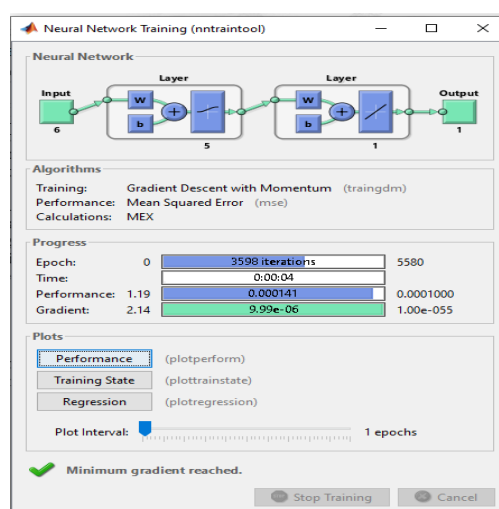 Neural Network Training (nntraintool)
Neural Network
Layer Layer
Input Output
W W
b b
6 5 1 1
Algorithms
Training: Gradient Descent with Momentum (traingdm)
Performance: Mean Squared Error (mse)
Calculations: MEX
Progress
Epoch: 0 3598 iterations 5580
Time: 0:00:04
Performance: 1.19 0.000141 0.0001000
Gradient: 2.14 9.99e-06 1.00e-055
Plots
Performance (plotperform)
Training State (plottrainstate)
Regression (plotregression)
Plot Interval: 1 epochs
Minimum gradient reached.
Stop Training Cancel